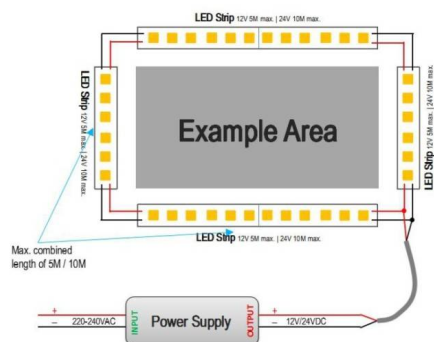 LED Strip 12V 5M max. | 24V 10M max.
LED Strip 12V 5M max. | 24V 10M max.
Example Area
LED Strip 12V 5M max. | 24V 10M max.
LED Strip 12V 5M max. | 24V 10M max.
Max. combined
length of 5M / 10M
+
220-240VAC
–
INPUT
Power Supply
OUTPUT
+
12V/24VDC
–